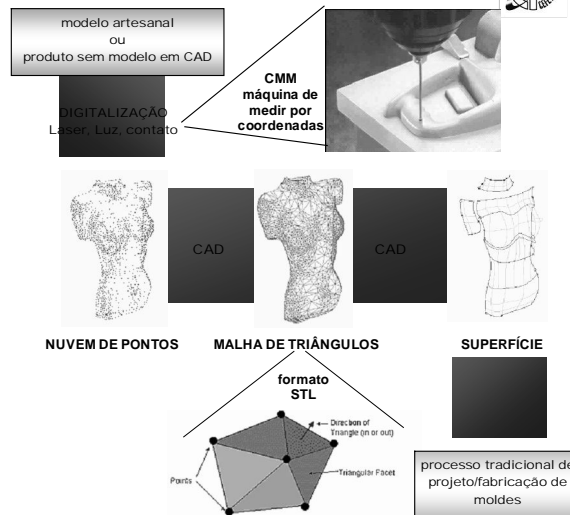 modelo artesanal
ou
produto sem modelo em CAD
DIGITALIZAÇÃO
Laser, Luz, contato
CMM
máquina de
medir por
coordenadas
CAD
CAD
NUVEM DE PONTOS
MALHA DE TRIÂNGULOS
SUPERFÍCIE
formato
STL
Direction of
Triangle (in or out)
Points
Triangular Facet
processo tradicional de
projeto/fabricação de
moldes